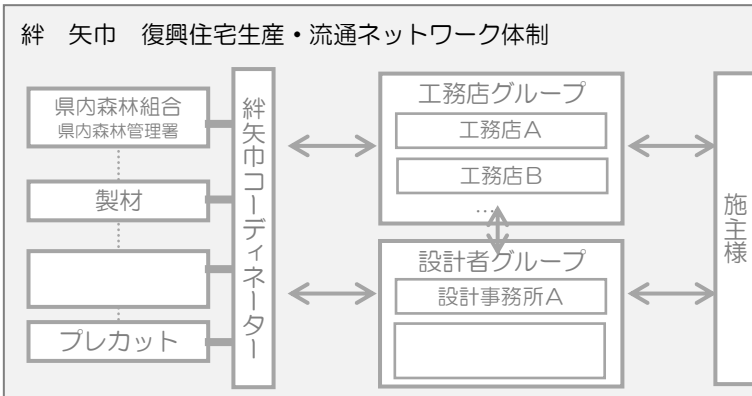 絆　矢巾　復興住宅生産・流通ネットワーク体制
県内森林組合
県内森林管理署
製材
プレカット
絆矢巾コーディネーター
工務店グループ
工務店A
工務店B
…
設計者グループ
設計事務所A
施主様